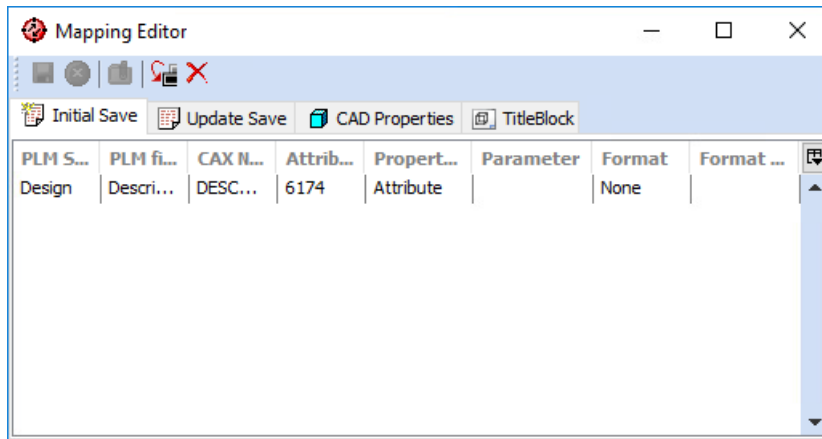 Mapping Editor
Initial Save Update Save CAD Properties TitleBlock
PLM S... PLM fi... CAX N... Attrib... Propert... Parameter Format Format ...
Design Descri... DESC... 6174 Attribute None